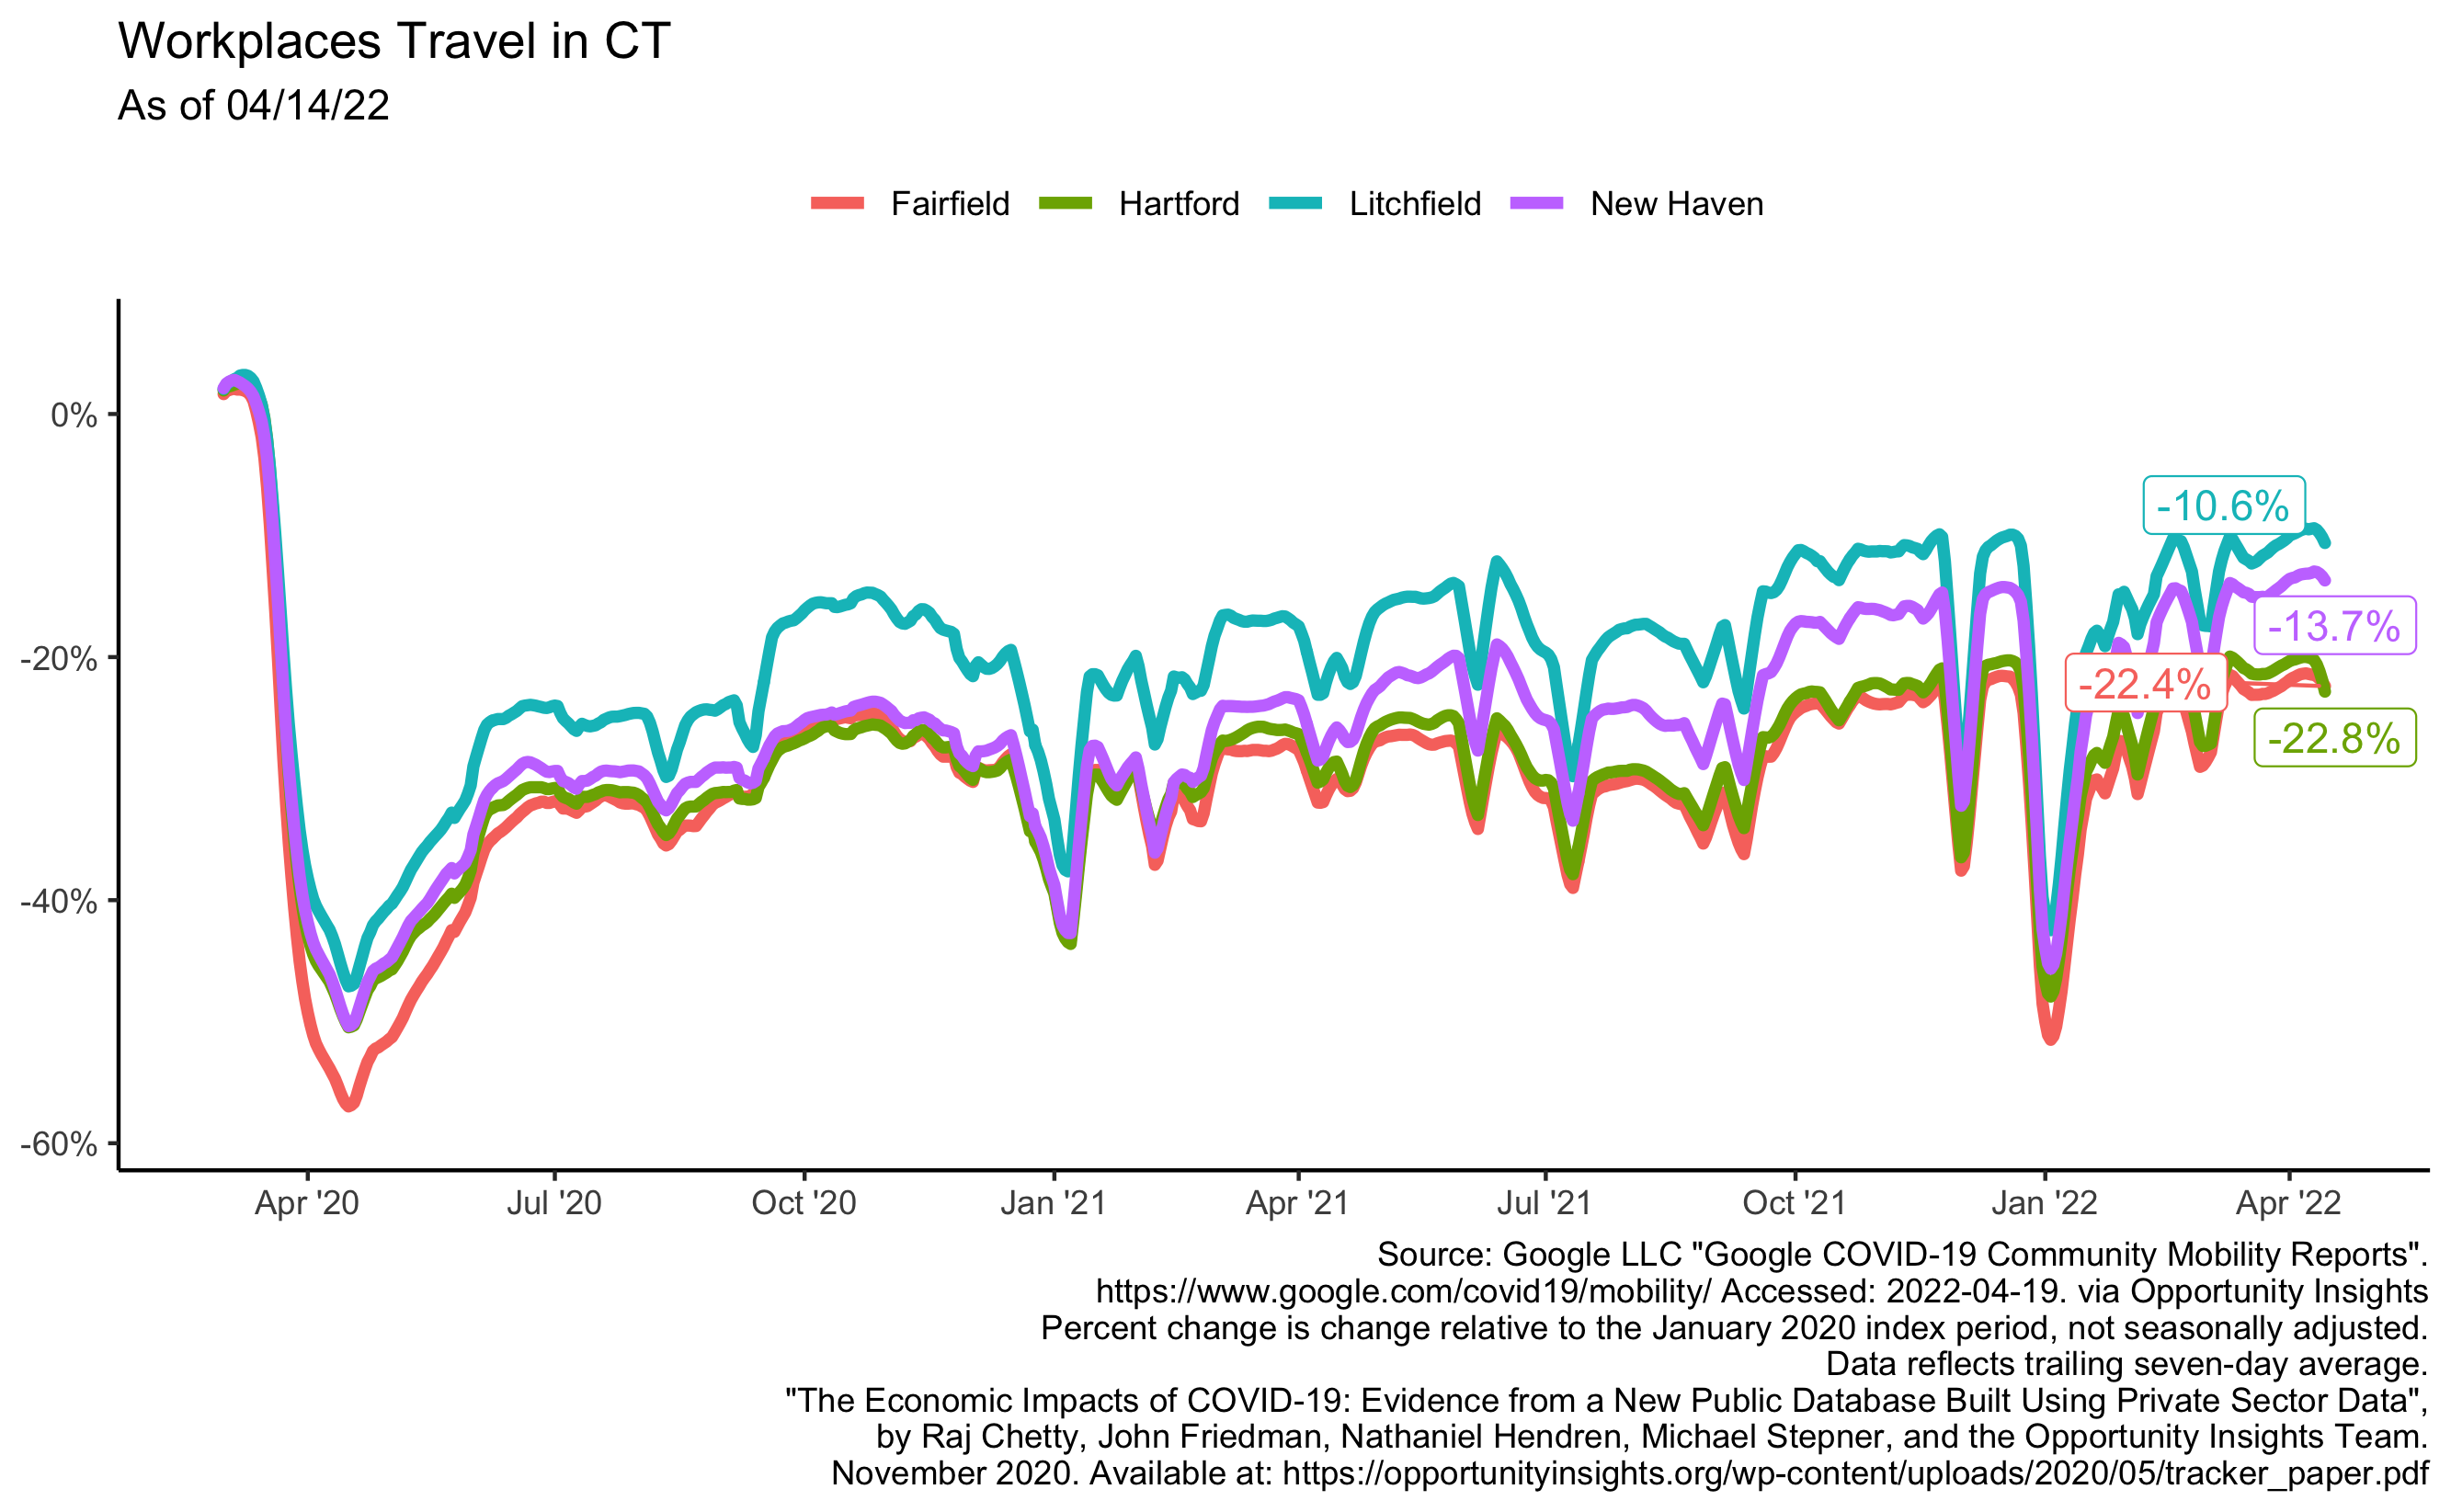 Workplaces Travel in CT
As of 04/14/22
Fairfield Hartford Litchfield New Haven
0%
-20%
-40%
-60%
-10.6%
-13.7%
-22.4%
-22.8%
Apr '20 Jul '20 Oct '20 Jan '21 Apr '21 Jul '21 Oct '21 Jan '22 Apr '22
Source: Google LLC "Google COVID-19 Community Mobility Reports".
https://www.google.com/covid19/mobility/ Accessed: 2022-04-19. via Opportunity Insights
Percent change is change relative to the January 2020 index period, not seasonally adjusted.
Data reflects trailing seven-day average.
"The Economic Impacts of COVID-19: Evidence from a New Public Database Built Using Private Sector Data",
by Raj Chetty, John Friedman, Nathaniel Hendren, Michael Stepner, and the Opportunity Insights Team.
November 2020. Available at: https://opportunityinsights.org/wp-content/uploads/2020/05/tracker_paper.pdf